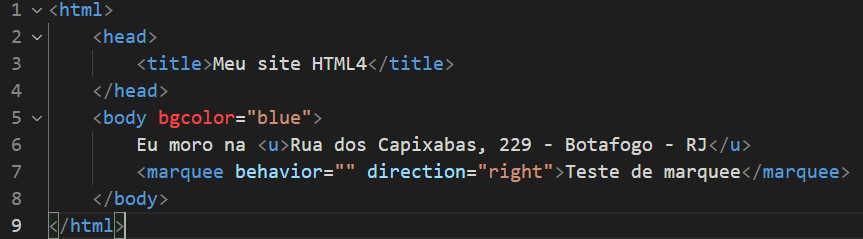 1 <html>
2 <head>
3 <title>Meu site HTML4</title>
4 </head>
5 <body bgcolor="blue">
6 Eu moro na <u>Rua dos Capixabas, 229 - Botafogo - RJ</u>
7 <marquee behavior="" direction="right">Teste de marquee</marquee>
8 </body>
9 </html>